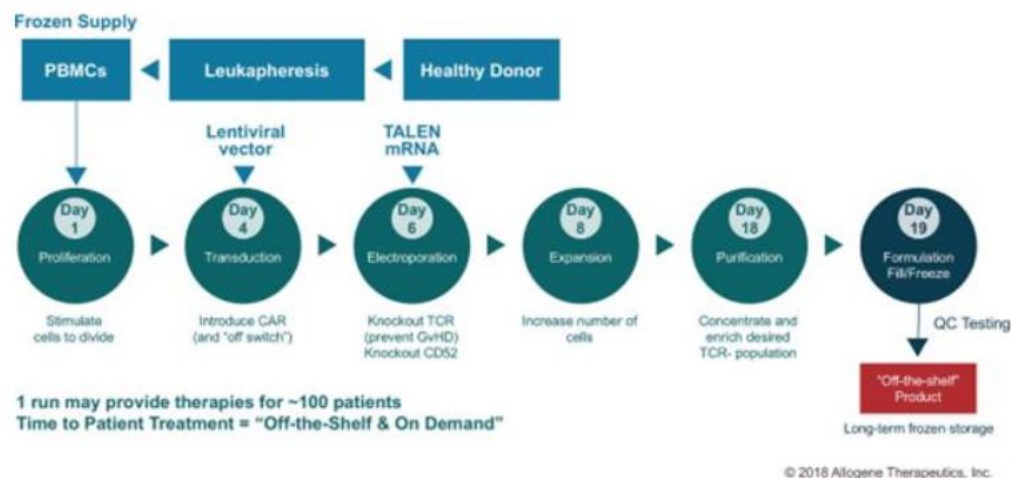 Frozen Supply
PBMCs
Leukapheresis
Healthy Donor
Lentiviral
vector
TALEN
mRNA
Day
1
Proliferation
Day
4
Transduction
Day
6
Electroporation
Day
8
Expansion
Day
18
Purification
Day
19
Formulation
Fill/Freeze
Stimulate
cells to divide
Introduce CAR
(and "off switch")
Knockout TCR
(prevent GvHD)
Knockout CD52
Increase number of
cells
Concentrate and
enrich desired
TCR- population
QC Testing
"Off-the-shelf"
Product
Long-term frozen storage
1 run may provide therapies for ~100 patients
Time to Patient Treatment = "Off-the-Shelf & On Demand"
© 2018 Allogene Therapeutics, Inc.